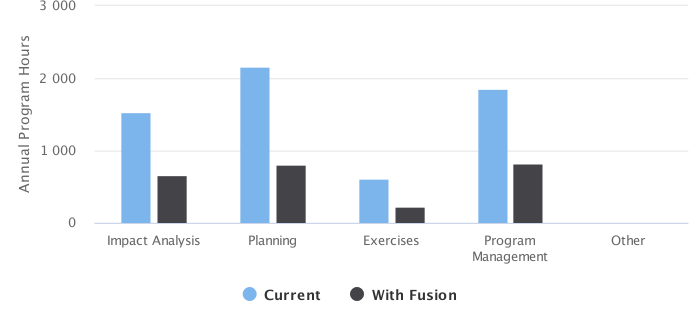 3 000
2 000
1 000
0
Annual Program Hours
Impact Analysis
Planning
Exercises
Program
Management
Other
Current
With Fusion